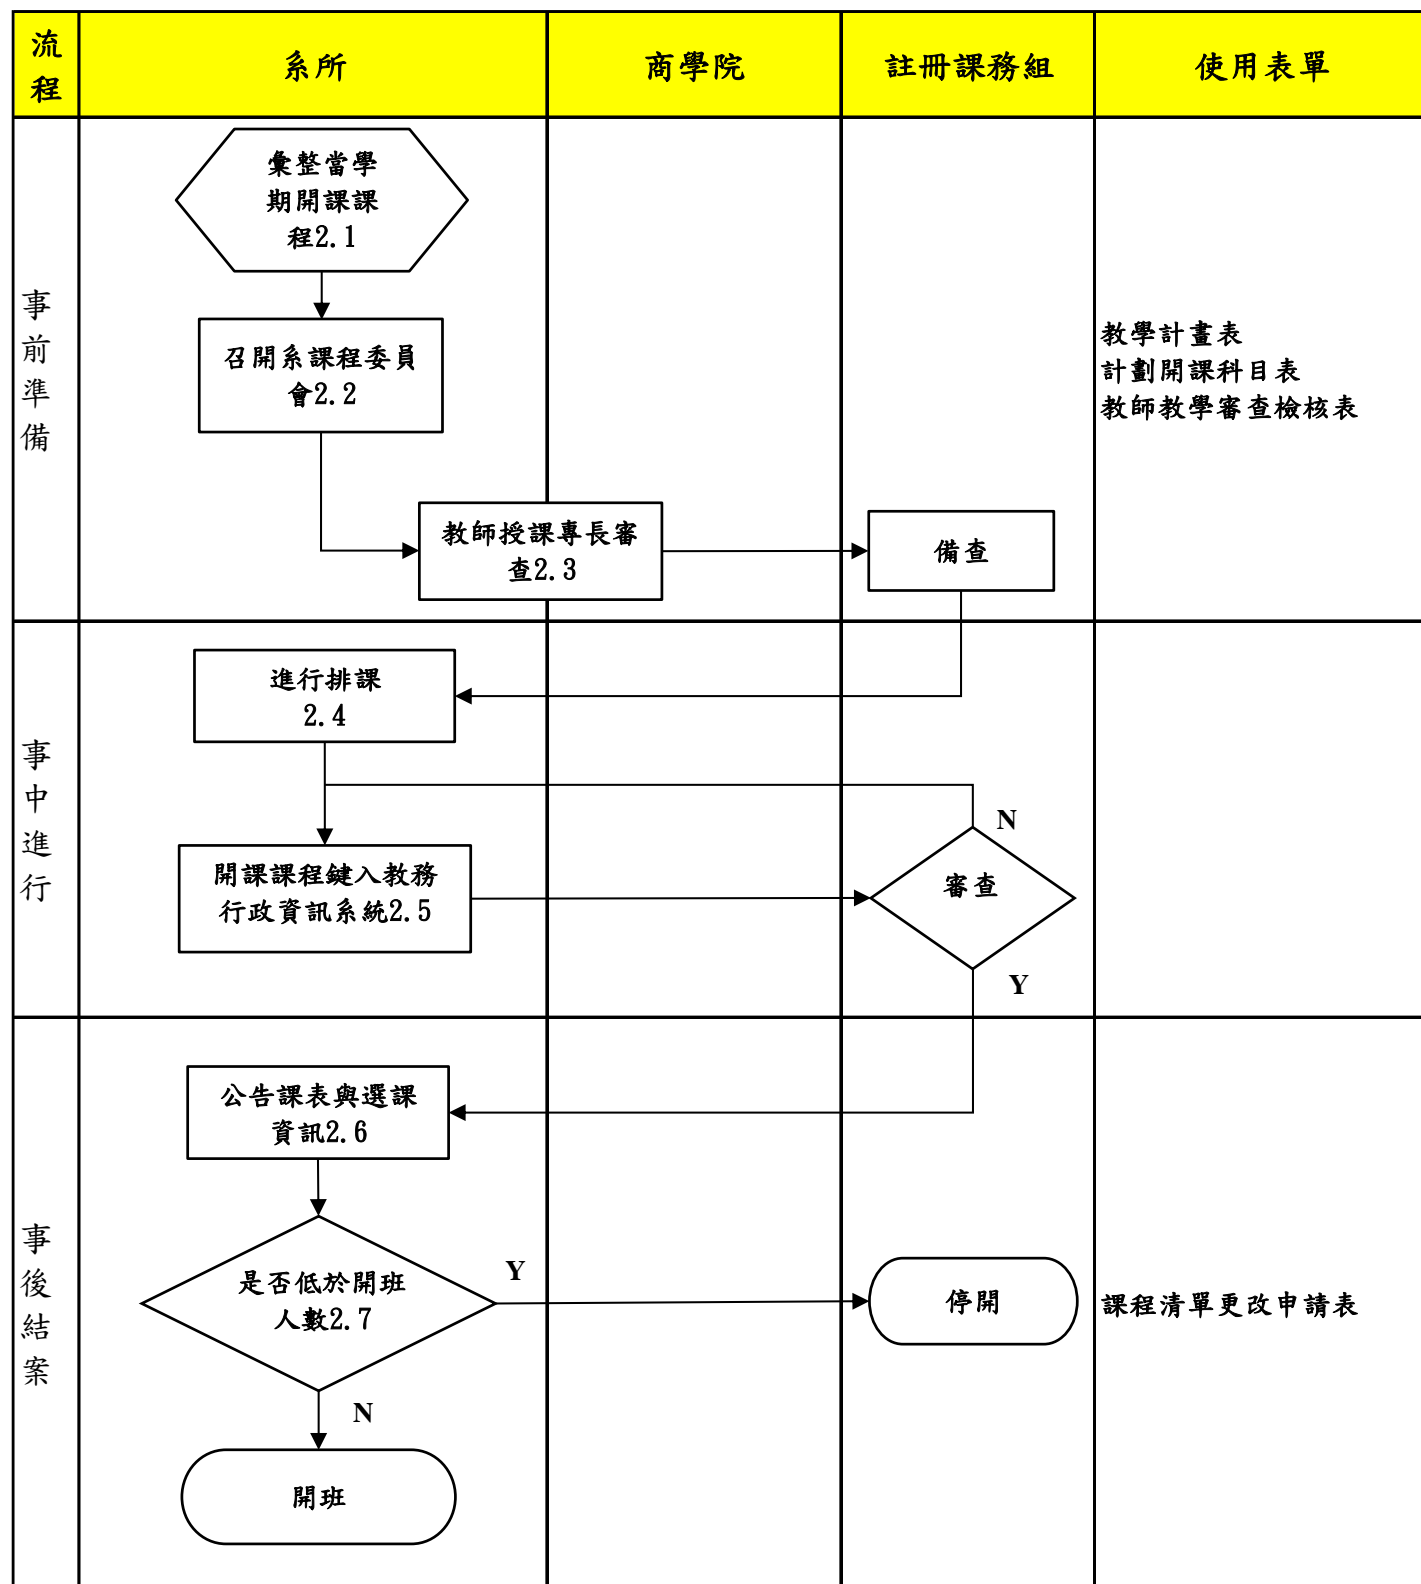 流
程
系所
商學院
註冊課務組
使用表單
事
前
準
備
彙整當學
期開課課
程2.1
召開系課程委員
會2.2
教師授課專長審
查2.3
備查
教學計畫表
計劃開課科目表
教師教學審查檢核表
事
中
進
行
進行排課
2.4
開課課程鍵入教務
行政資訊系統2.5
N
審查
Y
事
後
結
案
公告課表與選課
資訊2.6
是否低於開班
人數2.7
Y
停開
課程清單更改申請表
N
開班